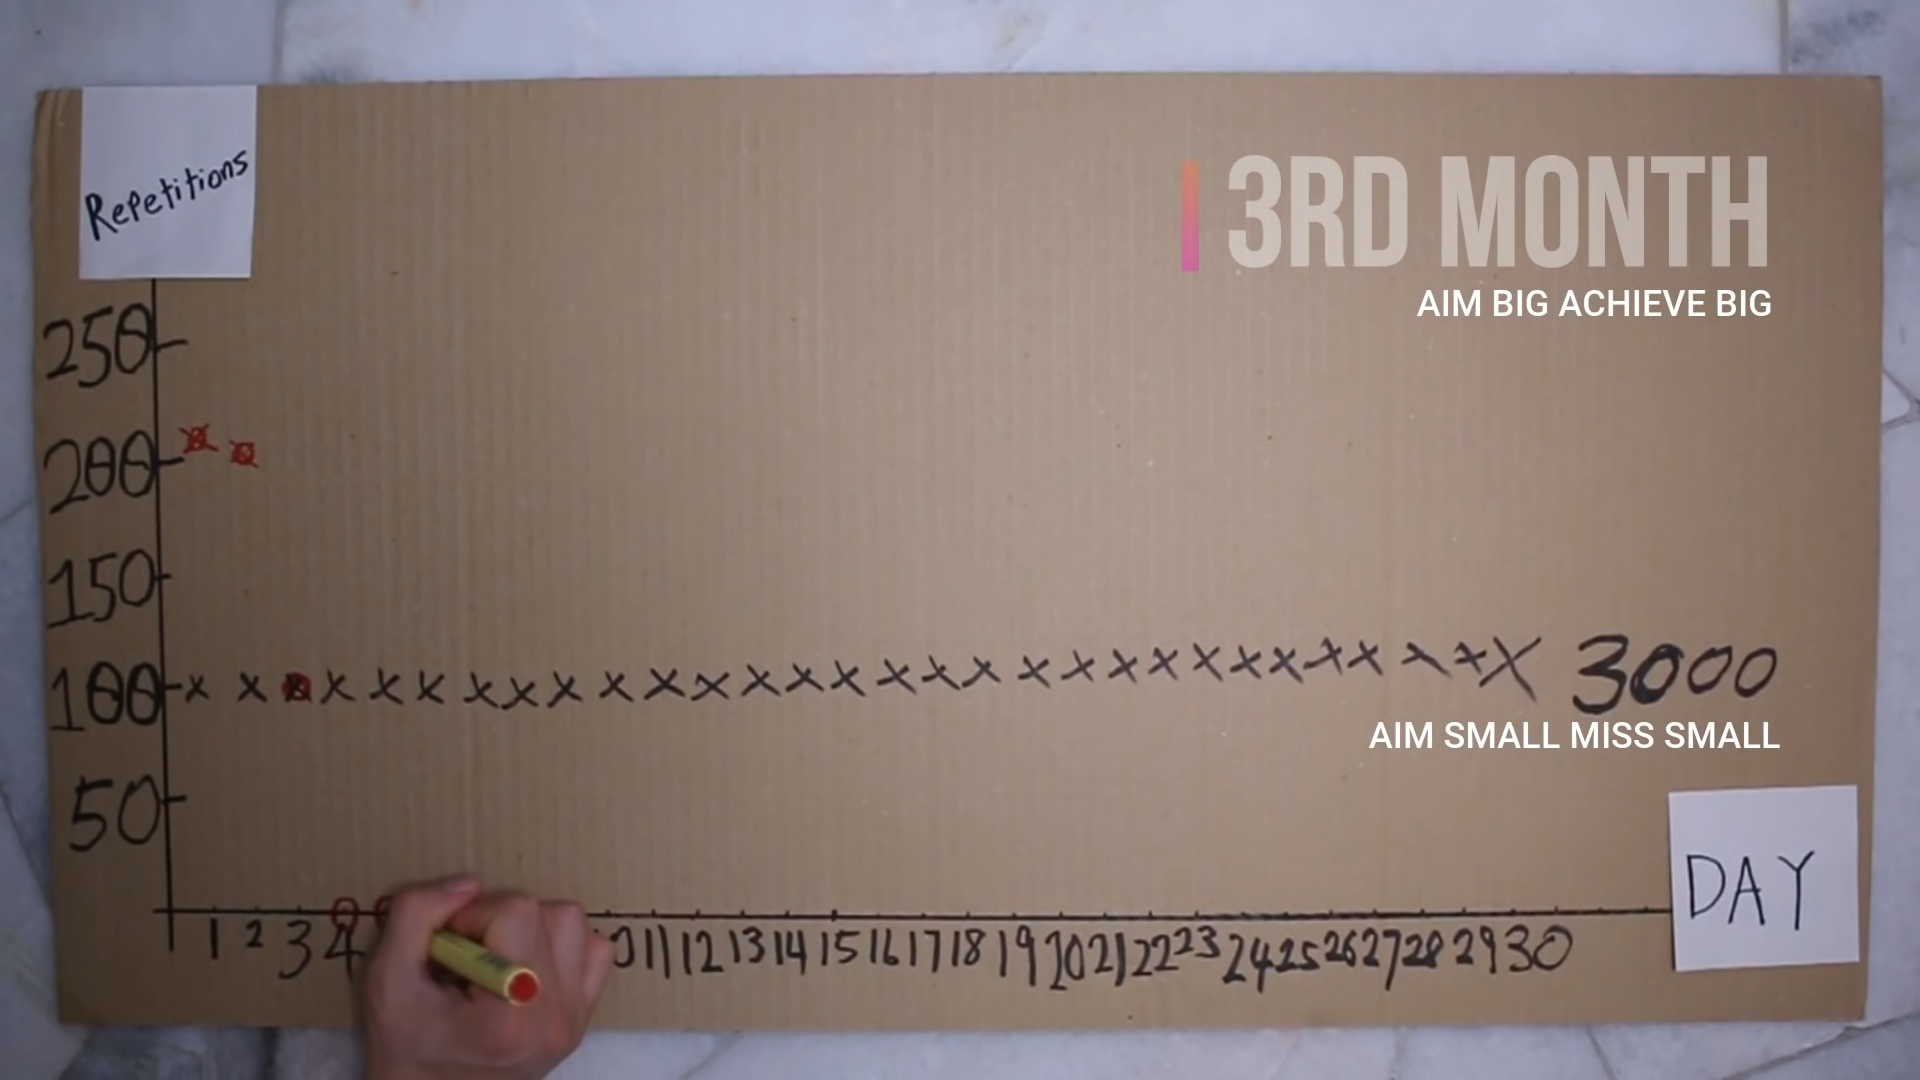 Repetitions
3RD MONTH
AIM BIG ACHIEVE BIG
250
200
150
100
3000
AIM SMALL MISS SMALL
50
DAY
1 2 3 4 11 12 13 14 15 16 17 18 19 20 21 22 23 24 25 26 27 28 29 30